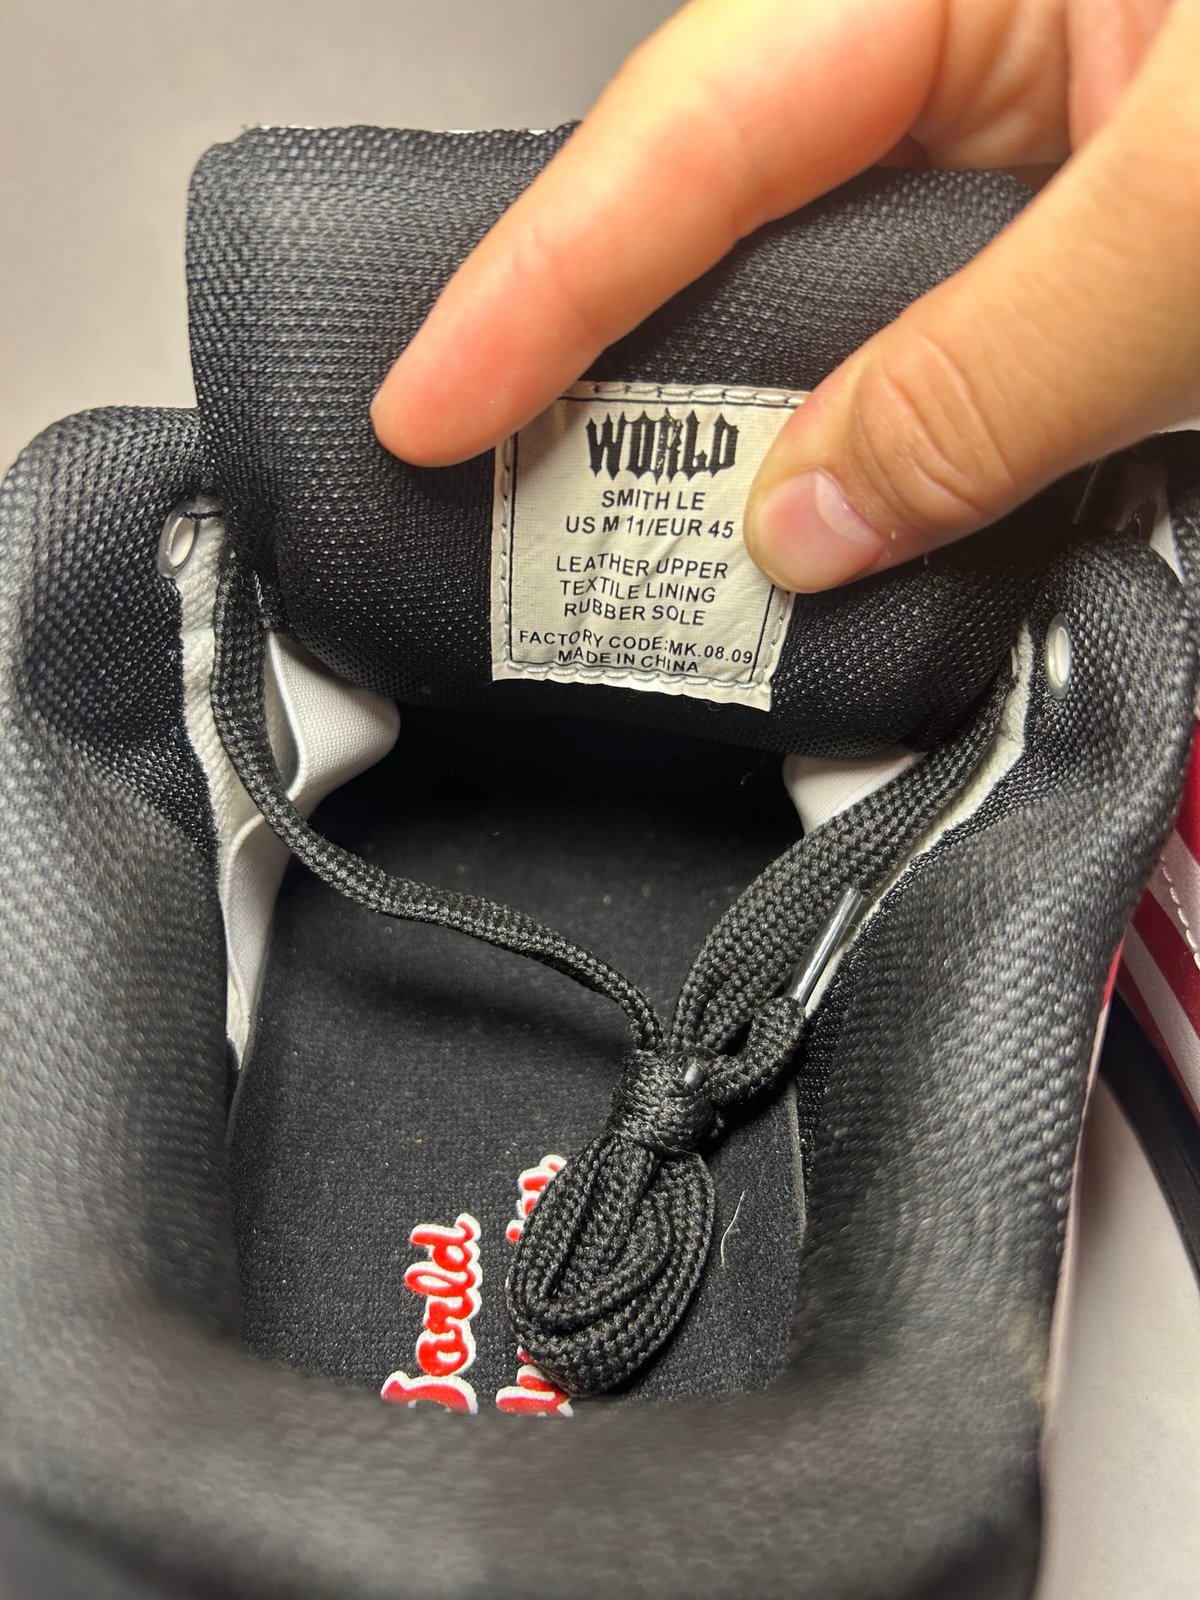 WORLD
SMITH LE
US M 11/EUR 45
LEATHER UPPER
TEXTILE LINING
RUBBER SOLE
FACTORY CODE:MK.08.09
MADE IN CHINA
World